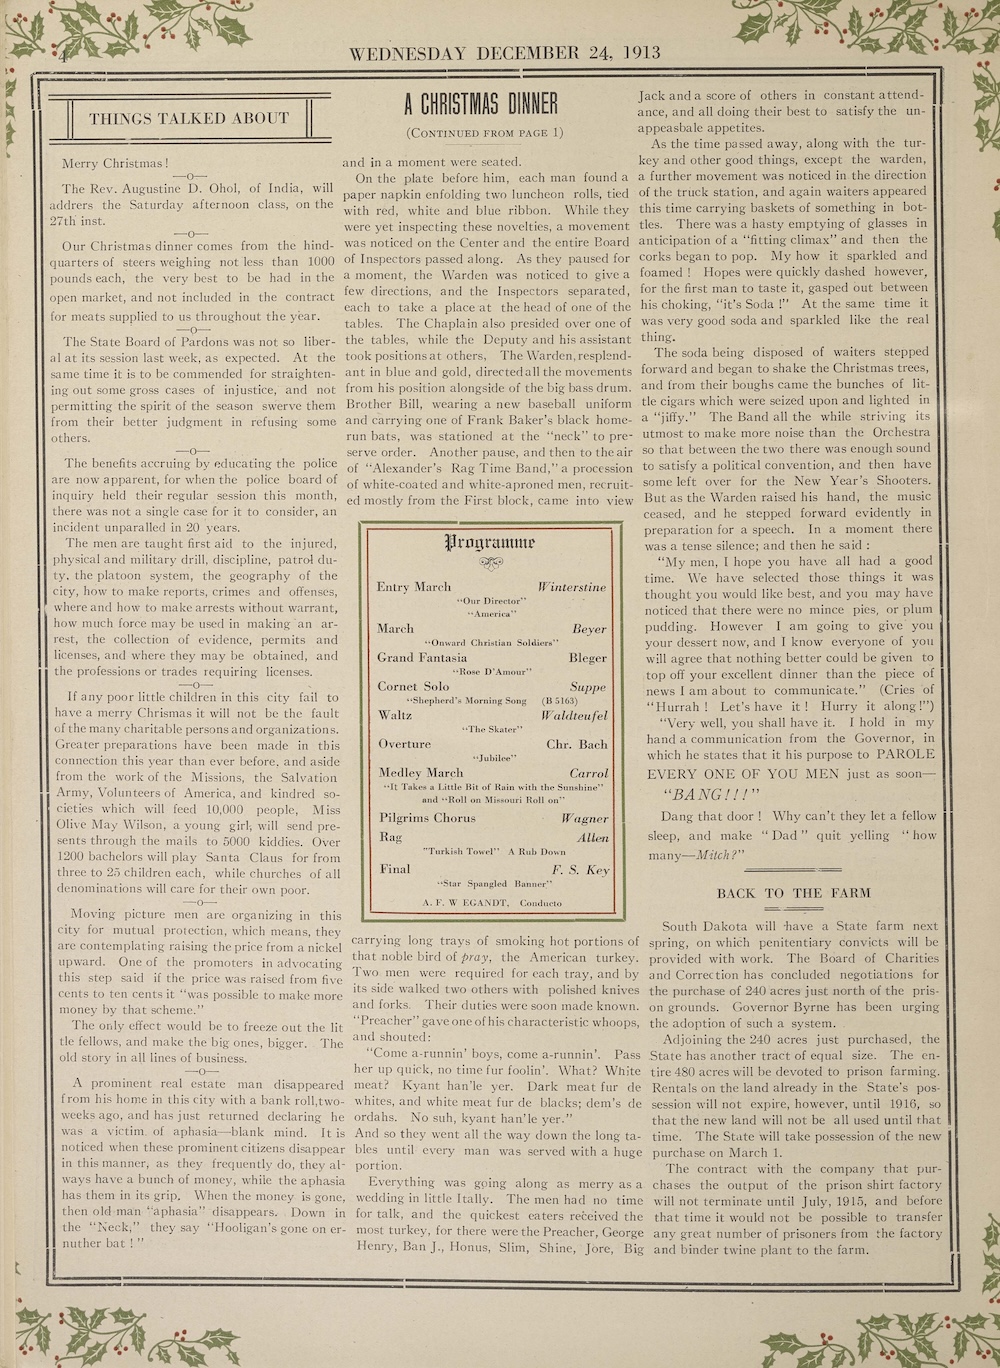 4
WEDNESDAY DECEMBER 24, 1913
THINGS TALKED ABOUT
Merry Christmas!
—o—
The Rev. Augustine D. Ohol, of India, will
addrers the Saturday afternoon class, on the
27th inst.
—o—
Our Christmas dinner comes from the hind-
quarters of steers weighing not less than 1000
pounds each, the very best to be had in the
open market, and not included in the contract
for meats supplied to us throughout the year.
—o—
The State Board of Pardons was not so liber-
al at its session last week, as expected. At the
same time it is to be commended for straighten-
ing out some gross cases of injustice, and not
permitting the spirit of the season swerve them
from their better judgment in refusing some
others.
—o—
The benefits accruing by educating the police
are now apparent, for when the police board of
inquiry held their regular session this month,
there was not a single case for it to consider, an
incident unparalled in 20 years.
The men are taught first aid to the injured,
physical and military drill, discipline, patrol du-
ty, the platoon system, the geography of the
city, how to make reports, crimes and offenses,
where and how to make arrests without warrant,
how much force may be used in making an ar-
rest, the collection of evidence, permits and
licenses, and where they may be obtained, and
the professions or trades requiring licenses.
—o—
If any poor little children in this city fail to
have a merry Chrismas it will not be the fault
of the many charitable persons and organizations.
Greater preparations have been made in this
connection this year than ever before, and aside
from the work of the Missions, the Salvation
Army, Volunteers of America, and kindred so-
cieties which will feed 10,000 people, Miss
Olive May Wilson, a young girl, will send pre-
sents through the mails to 5000 kiddies. Over
1200 bachelors will play Santa Claus for from
three to 25 children each, while churches of all
denominations will care for their own poor.
—o—
Moving picture men are organizing in this
city for mutual protection, which means, they
are contemplating raising the price from a nickel
upward. One of the promoters in advocating
this step said if the price was raised from five
cents to ten cents it "was possible to make more
money by that scheme."
The only effect would be to freeze out the lit
tle fellows, and make the big ones, bigger. The
old story in all lines of business.
—o—
A prominent real estate man disappeared
from his home in this city with a bank roll, two-
weeks ago, and has just returned declaring he
was a victim of aphasia—blank mind. It is
noticed when these prominent citizens disappear
in this manner, as they frequently do, they al-
ways have a bunch of money, while the aphasia
has them in its grip. When the money is gone,
then old man "aphasia" disappears. Down in
the "Neck," they say "Hooligan's gone on er-
nuther bat!"
A CHRISTMAS DINNER
(CONTINUED FROM PAGE 1)
and in a moment were seated.
On the plate before him, each man found a
paper napkin enfolding two luncheon rolls, tied
with red, white and blue ribbon. While they
were yet inspecting these novelties, a movement
was noticed on the Center and the entire Board
of Inspectors passed along. As they paused for
a moment, the Warden was noticed to give a
few directions, and the Inspectors separated,
each to take a place at the head of one of the
tables. The Chaplain also presided over one of
the tables, while the Deputy and his assistant
took positions at others, The Warden, resplend-
ant in blue and gold, directed all the movements
from his position alongside of the big bass drum.
Brother Bill, wearing a new baseball uniform
and carrying one of Frank Baker's black home-
run bats, was stationed at the "neck" to pre-
serve order. Another pause, and then to the air
of "Alexander's Rag Time Band," a procession
of white-coated and white-aproned men, recruit-
ed mostly from the First block, came into view
Programme
Entry March Winterstine
"Our Director"
"America"
March Beyer
"Onward Christian Soldiers"
Grand Fantasia Bleger
"Rose D'Amour"
Cornet Solo Suppe
"Shepherd's Morning Song (B 5163)
Waltz Waldteufel
"The Skater"
Overture Chr. Bach
"Jubilee"
Medley March Carrol
"It Takes a Little Bit of Rain with the Sunshine"
and "Roll on Missouri Roll on"
Pilgrims Chorus Wagner
Rag Allen
"Turkish Towel" A Rub Down
Final F. S. Key
"Star Spangled Banner"
A. F. W EGANDT, Conducto
carrying long trays of smoking hot portions of
that noble bird of pray, the American turkey.
Two men were required for each tray, and by
its side walked two others with polished knives
and forks. Their duties were soon made known.
"Preacher" gave one of his characteristic whoops,
and shouted:
"Come a-runnin' boys, come a-runnin'. Pass
her up quick, no time fur foolin'. What? White
meat? Kyant han'le yer. Dark meat fur de
whites, and white meat fur de blacks; dem's de
ordahs. No suh, kyant han'le yer."
And so they went all the way down the long ta-
bles until every man was served with a huge
portion.
Everything was going along as merry as a
wedding in little Itally. The men had no time
for talk, and the quickest eaters received the
most turkey, for there were the Preacher, George
Henry, Ban J., Honus, Slim, Shine, Jore, Big
Jack and a score of others in constant attend-
ance, and all doing their best to satisfy the un-
appeasbale appetites.
As the time passed away, along with the tur-
key and other good things, except the warden,
a further movement was noticed in the direction
of the truck station, and again waiters appeared
this time carrying baskets of something in bot-
tles. There was a hasty emptying of glasses in
anticipation of a "fitting climax" and then the
corks began to pop. My how it sparkled and
foamed! Hopes were quickly dashed however,
for the first man to taste it, gasped out between
his choking, "it's Soda!" At the same time it
was very good soda and sparkled like the real
thing.
The soda being disposed of waiters stepped
forward and began to shake the Christmas trees,
and from their boughs came the bunches of lit-
tle cigars which were seized upon and lighted in
a "jiffy." The Band all the while striving its
utmost to make more noise than the Orchestra
so that between the two there was enough sound
to satisfy a political convention, and then have
some left over for the New Year's Shooters.
But as the Warden raised his hand, the music
ceased, and he stepped forward evidently in
preparation for a speech. In a moment there
was a tense silence; and then he said:
"My men, I hope you have all had a good
time. We have selected those things it was
thought you would like best, and you may have
noticed that there were no mince pies, or plum
pudding. However I am going to give you
your dessert now, and I know everyone of you
will agree that nothing better could be given to
top off your excellent dinner than the piece of
news I am about to communicate." (Cries of
"Hurrah! Let's have it! Hurry it along!")
"Very well, you shall have it. I hold in my
hand a communication from the Governor, in
which he states that it his purpose to PAROLE
EVERY ONE OF YOU MEN just as soon—
"BANG!!!"
Dang that door! Why can't they let a fellow
sleep, and make "Dad" quit yelling "how
many—Mitch?"
BACK TO THE FARM
South Dakota will have a State farm next
spring, on which penitentiary convicts will be
provided with work. The Board of Charities
and Correction has concluded negotiations for
the purchase of 240 acres just north of the pris-
on grounds. Governor Byrne has been urging
the adoption of such a system.
Adjoining the 240 acres just purchased, the
State has another tract of equal size. The en-
tire 480 acres will be devoted to prison farming.
Rentals on the land already in the State's pos-
session will not expire, however, until 1916, so
that the new land will not be all used until that
time. The State will take possession of the new
purchase on March 1.
The contract with the company that pur-
chases the output of the prison shirt factory
will not terminate until July, 1915, and before
that time it would not be possible to transfer
any great number of prisoners from the factory
and binder twine plant to the farm.